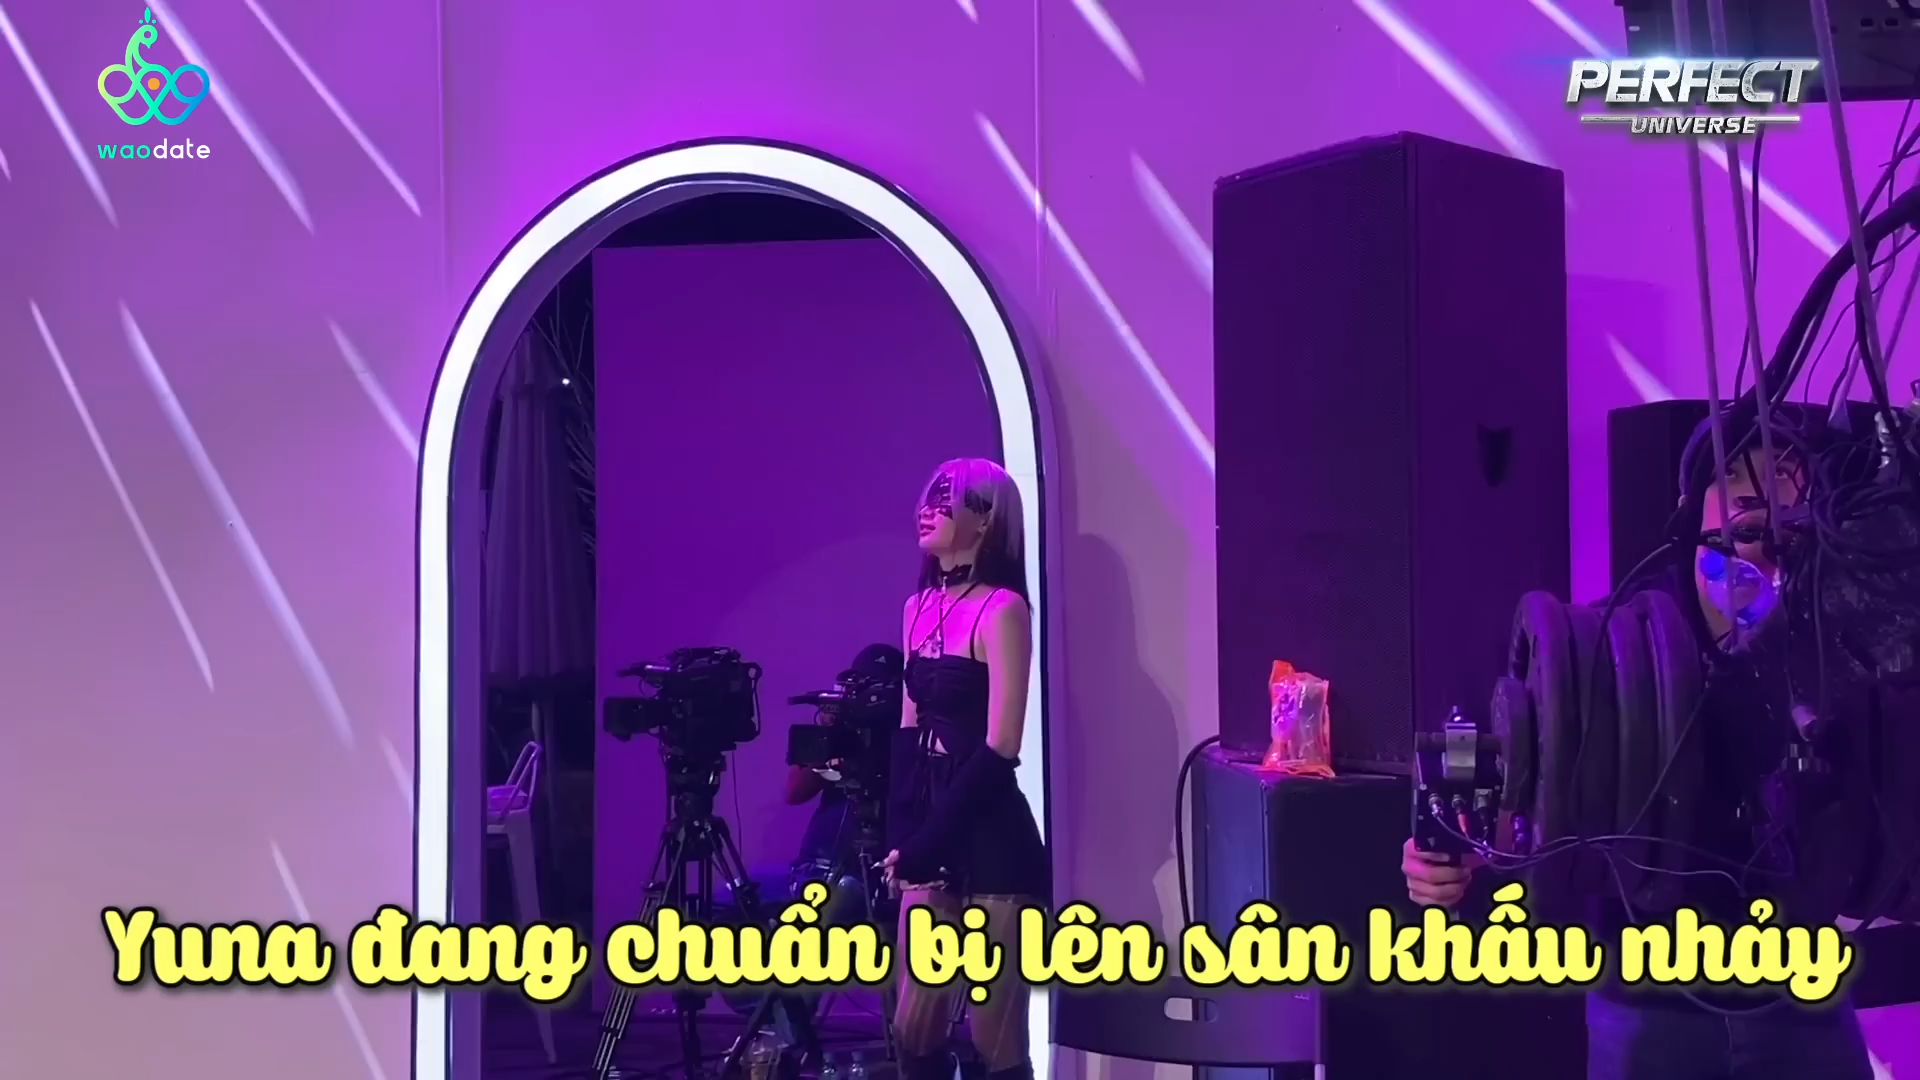 waodate
PERFECT
UNIVERSE
Yuna đang chuẩn bị lên sân khấu nhảy